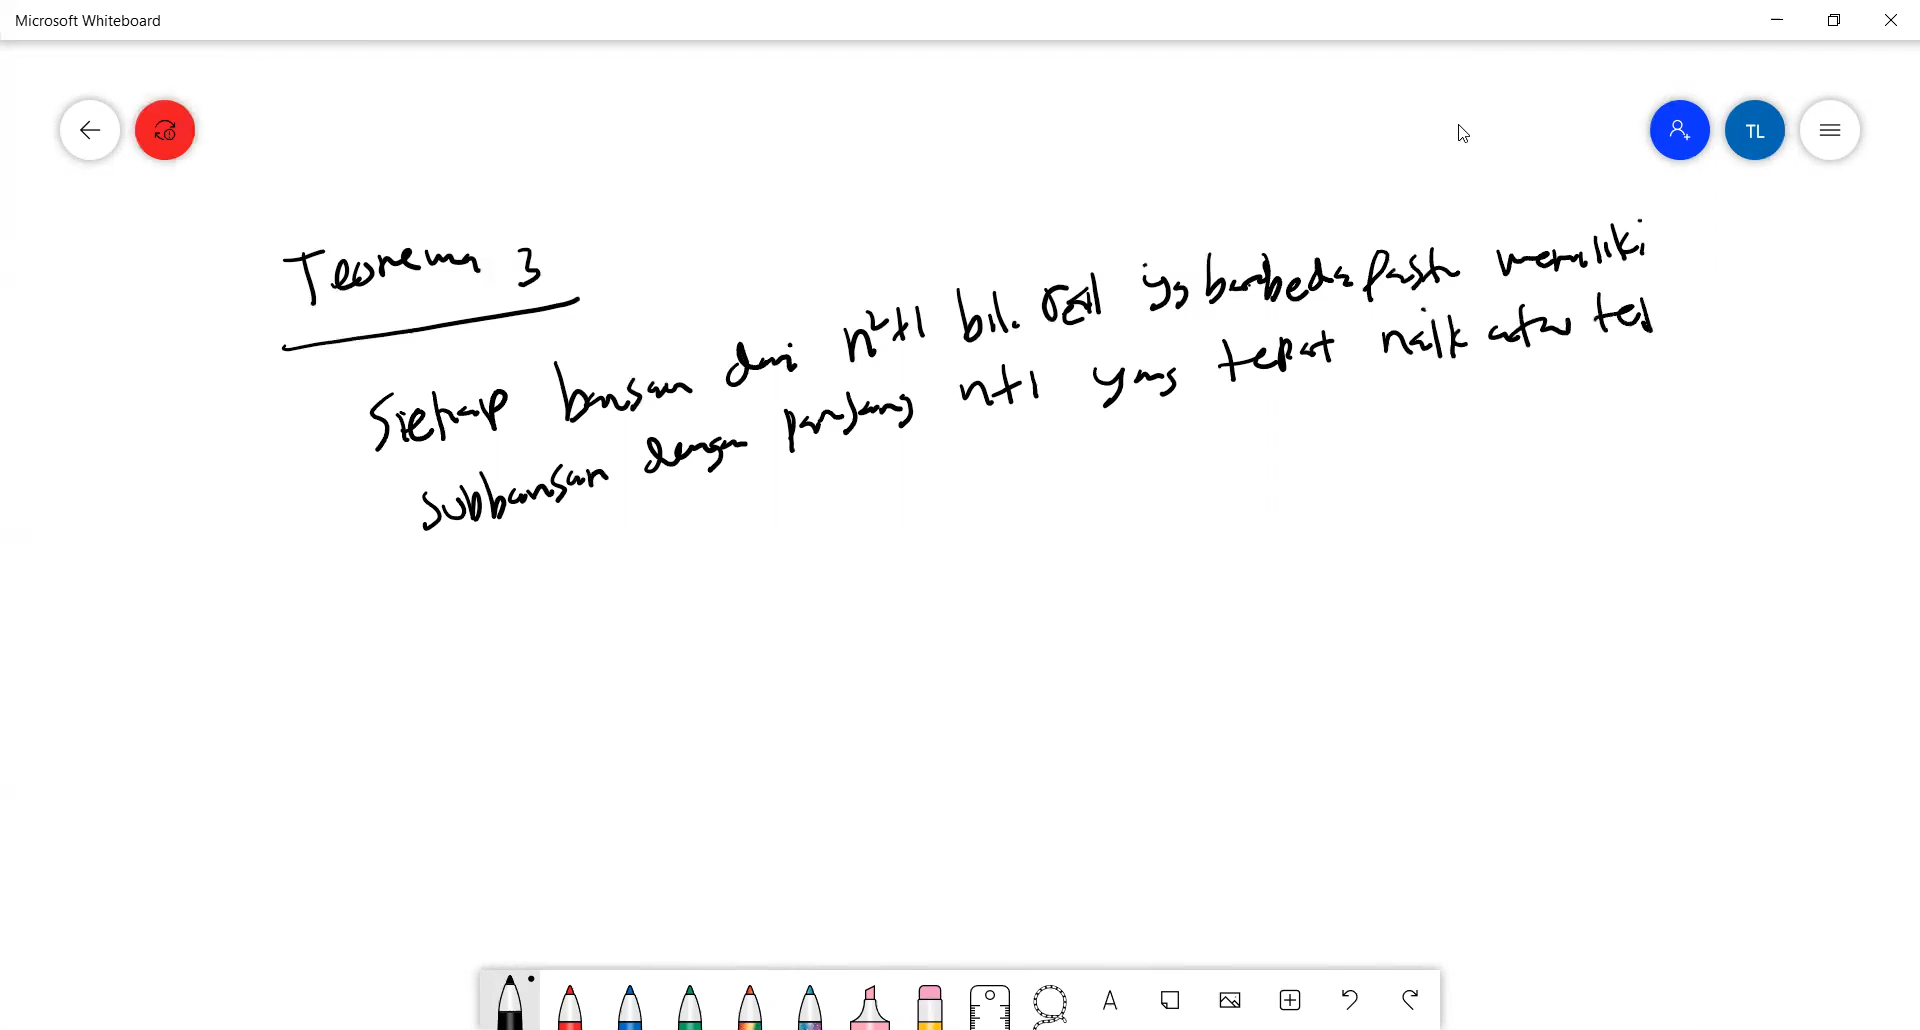 Microsoft Whiteboard
TL
Teorema 3
Setiap barisan dari n²+1 bil. real yg berbeda pasti memiliki
subbarisan dengan panjang n+1 yang tepat naik atau ted
A